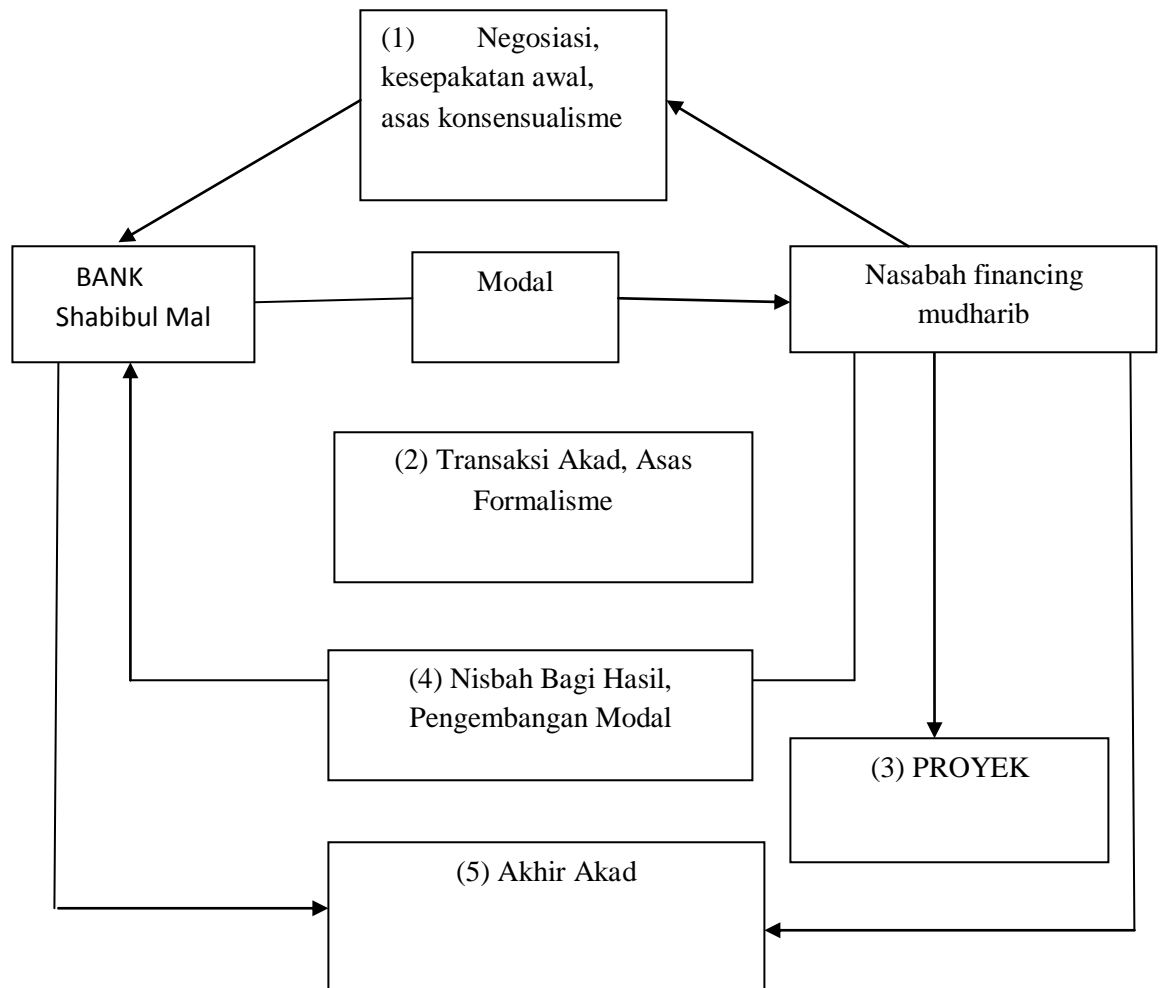 (1) Negosiasi,
kesepakatan awal,
asas konsensualisme
BANK
Shabibul Mal
Modal
Nasabah financing
mudharib
(2) Transaksi Akad, Asas
Formalisme
(4) Nisbah Bagi Hasil,
Pengembangan Modal
(3) PROYEK
(5) Akhir Akad